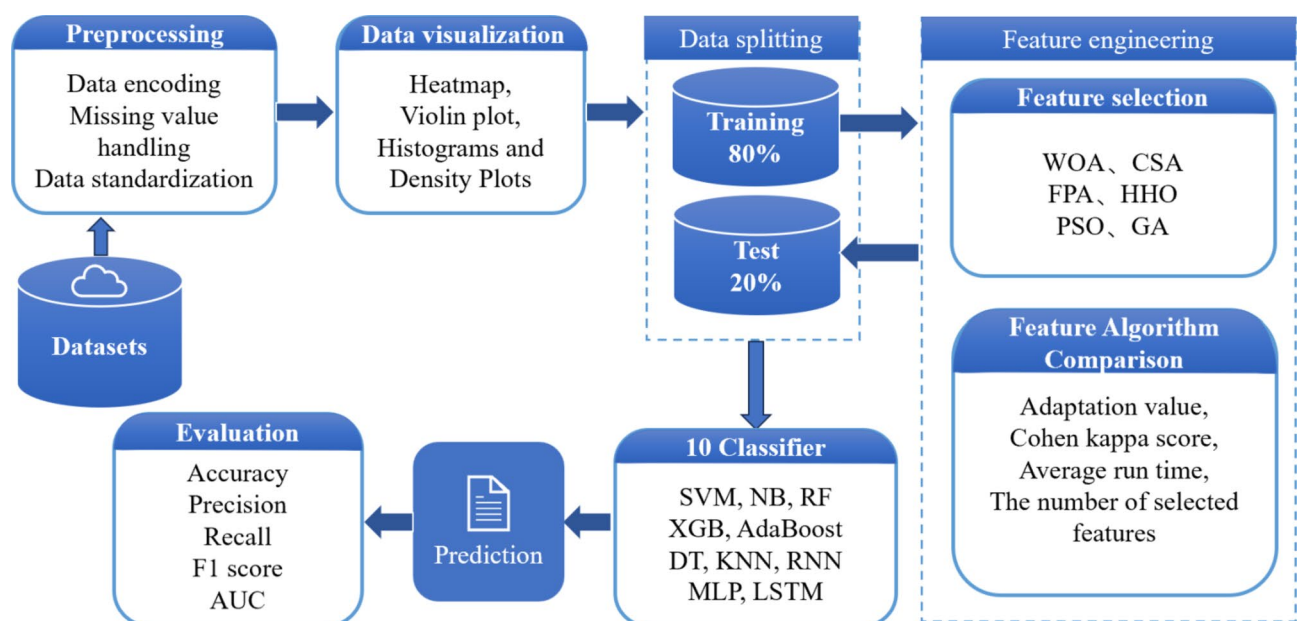 Preprocessing
Data encoding
Missing value
handling
Data standardization
Datasets
Data visualization
Heatmap,
Violin plot,
Histograms and
Density Plots
Data splitting
Training
80%
Test
20%
Feature engineering
Feature selection
WOA、CSA
FPA、HHO
PSO、GA
Feature Algorithm
Comparison
Adaptation value,
Cohen kappa score,
Average run time,
The number of selected
features
10 Classifier
SVM, NB, RF
XGB, AdaBoost
DT, KNN, RNN
MLP, LSTM
Prediction
Evaluation
Accuracy
Precision
Recall
F1 score
AUC